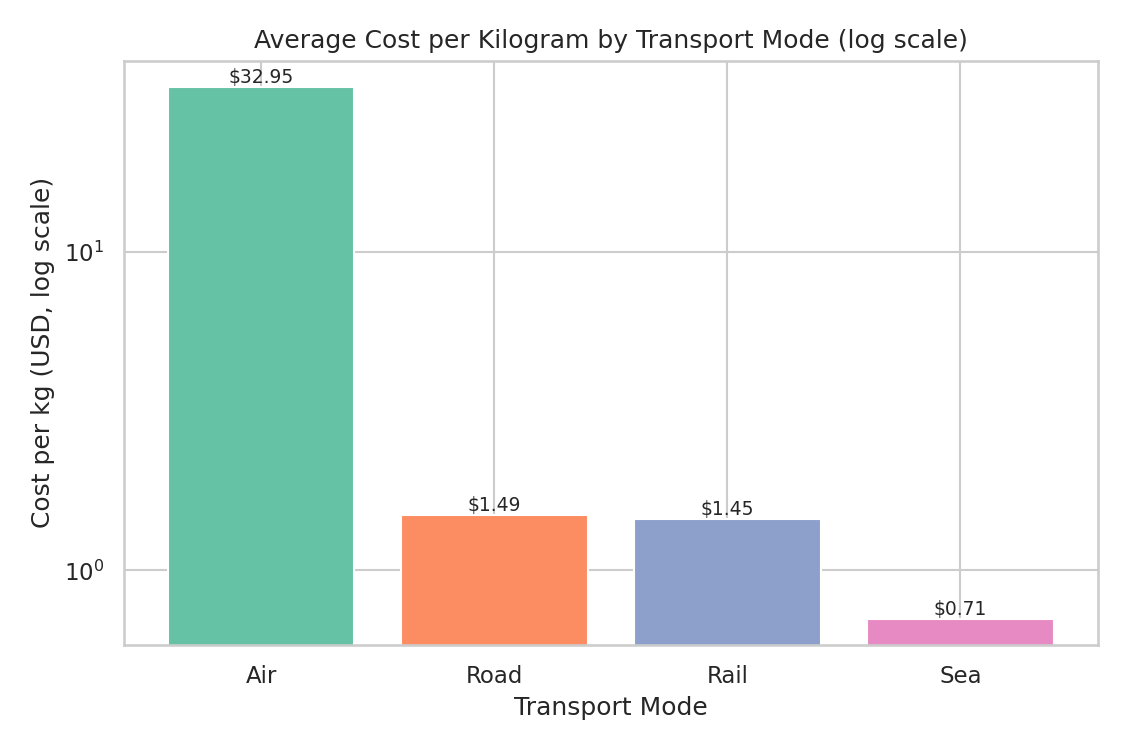 Average Cost per Kilogram by Transport Mode (log scale)
$32.95
$1.49
$1.45
$0.71
Cost per kg (USD, log scale)
10¹
10⁰
Air
Road
Rail
Sea
Transport Mode